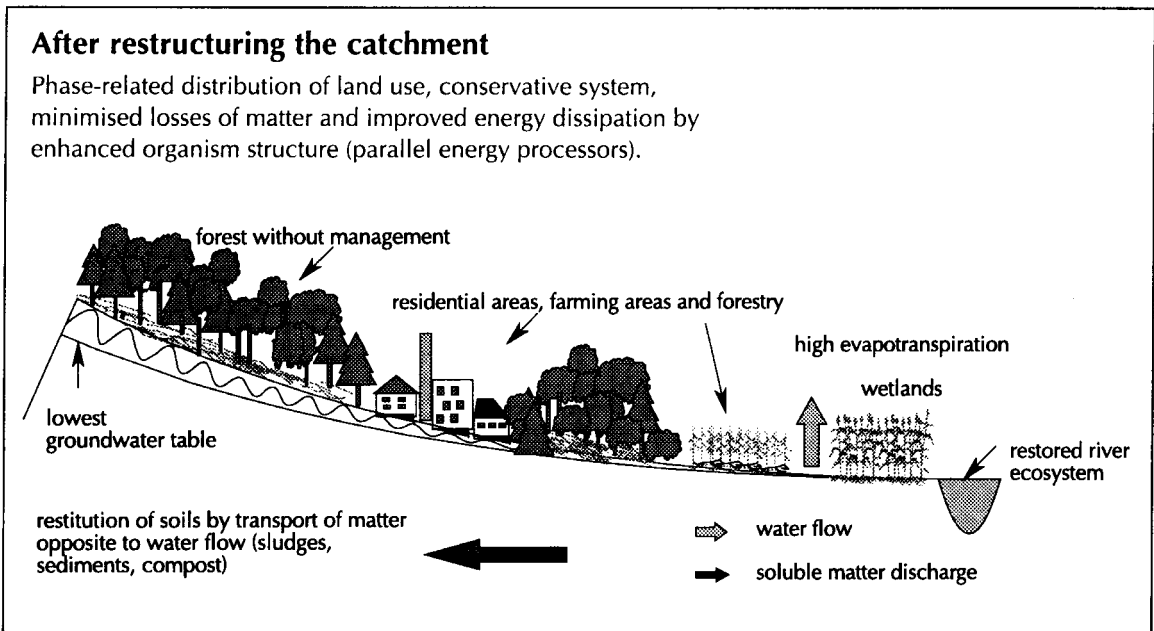 After restructuring the catchment
Phase-related distribution of land use, conservative system,
minimised losses of matter and improved energy dissipation by
enhanced organism structure (parallel energy processors).
forest without management
residential areas, farming areas and forestry
high evapotranspiration
wetlands
lowest
groundwater table
restored river
ecosystem
restitution of soils by transport of matter
opposite to water flow (sludges,
sediments, compost)
water flow
soluble matter discharge